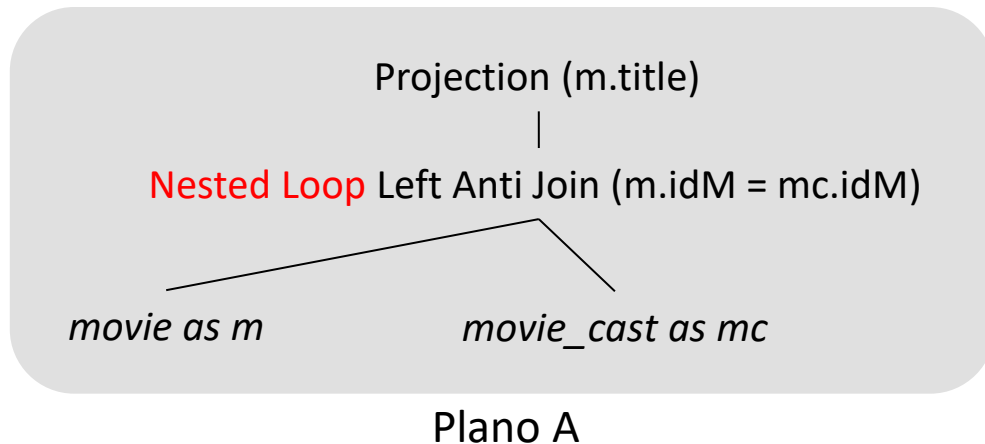 Projection (m.title)
Nested Loop Left Anti Join (m.idM = mc.idM)
movie as m movie_cast as mc
Plano A